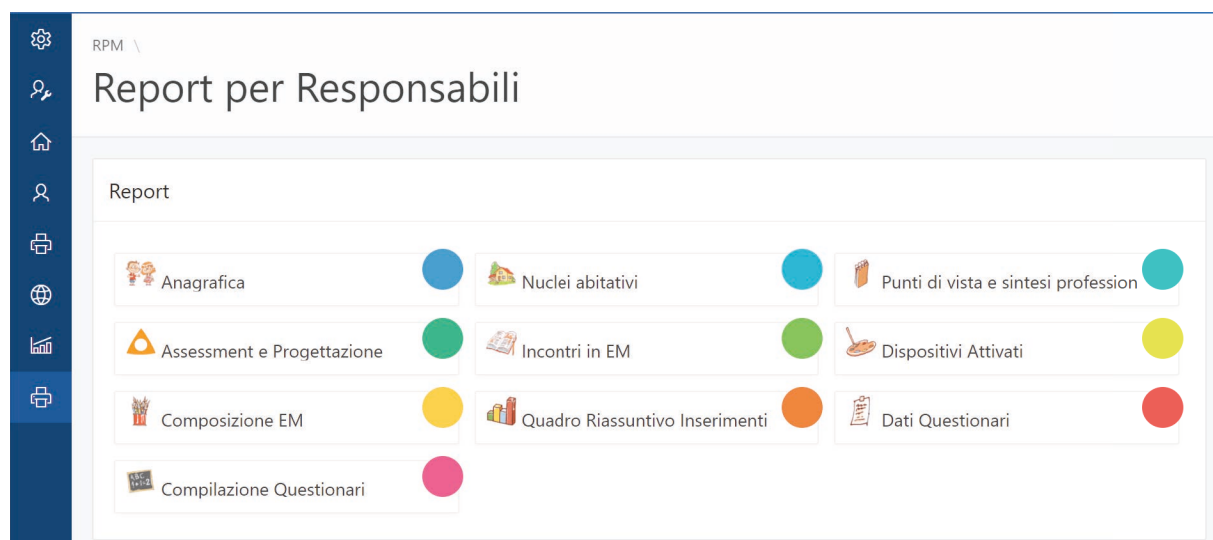 RPM \
Report per Responsabili
Report
Anagrafica
Nuclei abitativi
Punti di vista e sintesi profession
Assessment e Progettazione
Incontri in EM
Dispositivi Attivati
Composizione EM
Quadro Riassuntivo Inserimenti
Dati Questionari
Compilazione Questionari